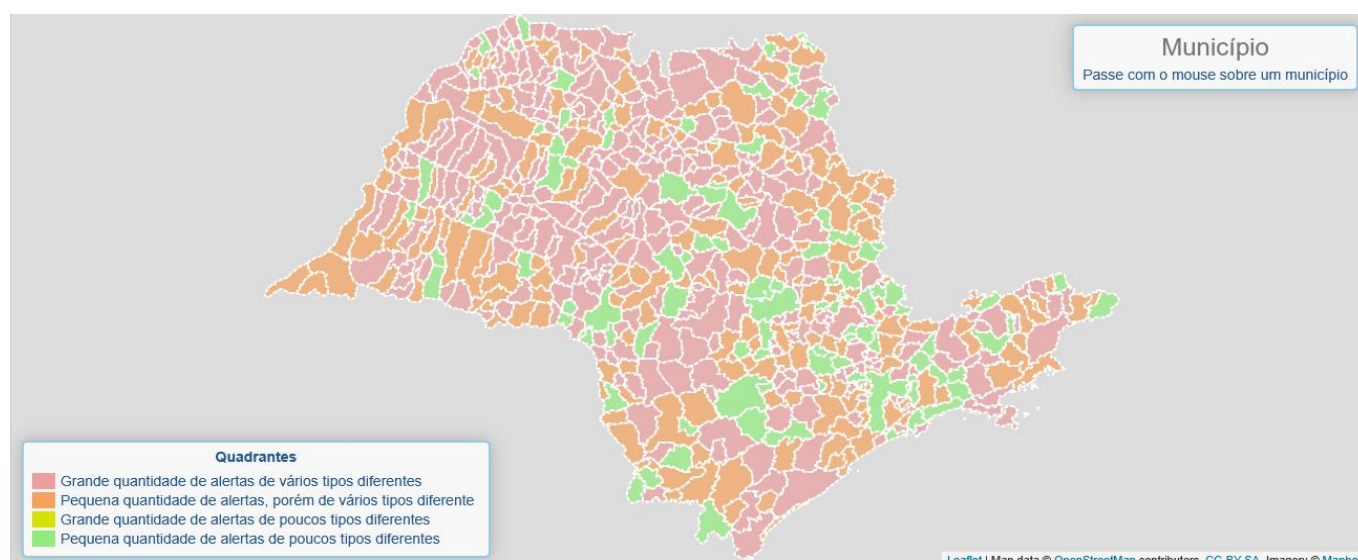 Município
Passe com o mouse sobre um município
Quadrantes
Grande quantidade de alertas de vários tipos diferentes
Pequena quantidade de alertas, porém de vários tipos diferente
Grande quantidade de alertas de poucos tipos diferentes
Pequena quantidade de alertas de poucos tipos diferentes
Leaflet | Map data © OpenStreetMap contributors, CC-BY-SA, Imagery ©